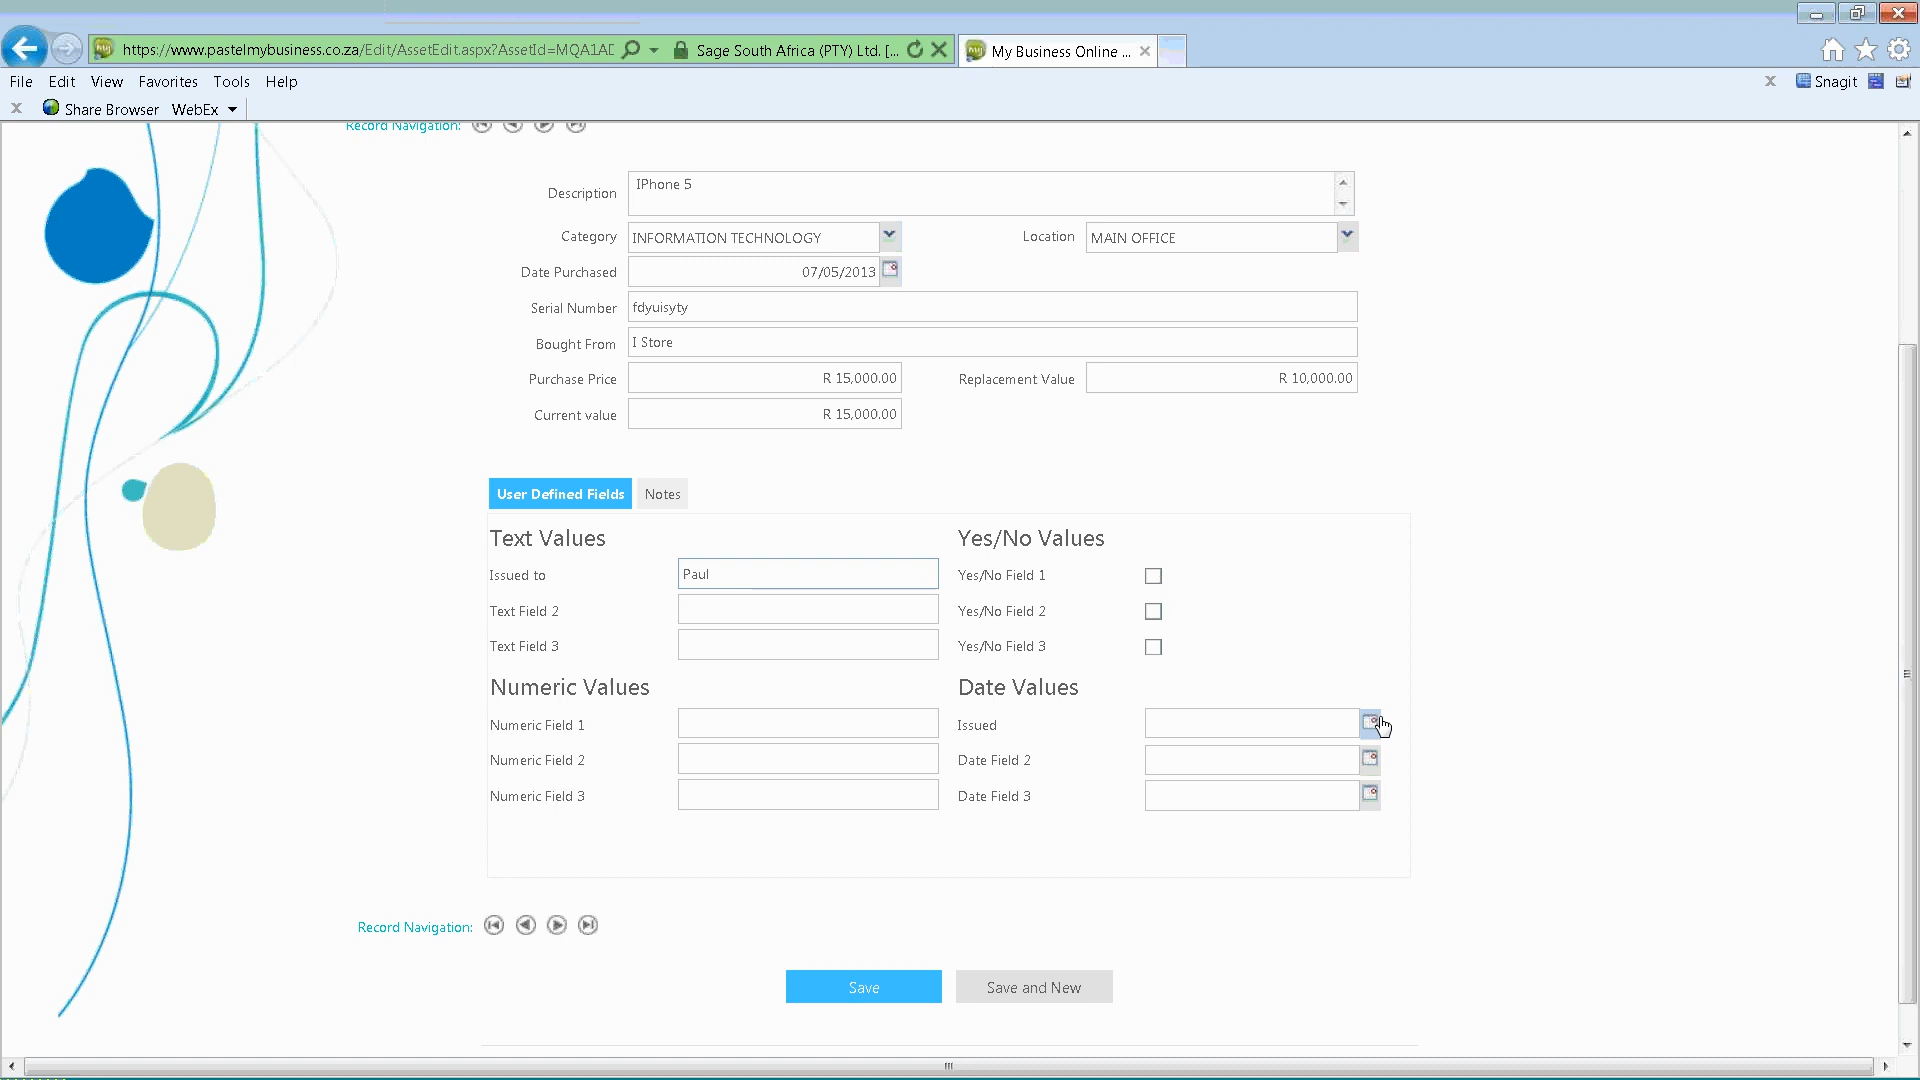 https://www.pastelmybusiness.co.za/Edit/AssetEdit.aspx?AssetId=MQA1AD
Sage South Africa (PTY) Ltd. [...
My Business Online ...
File Edit View Favorites Tools Help
Snagit
Share Browser WebEx
Record Navigation:
Description IPhone 5
Category INFORMATION TECHNOLOGY Location MAIN OFFICE
Date Purchased 07/05/2013
Serial Number fdyuisyty
Bought From I Store
Purchase Price R 15,000.00 Replacement Value R 10,000.00
Current value R 15,000.00
User Defined Fields Notes
Text Values Yes/No Values
Issued to Paul Yes/No Field 1
Text Field 2 Yes/No Field 2
Text Field 3 Yes/No Field 3
Numeric Values Date Values
Numeric Field 1 Issued
Numeric Field 2 Date Field 2
Numeric Field 3 Date Field 3
Record Navigation:
Save Save and New